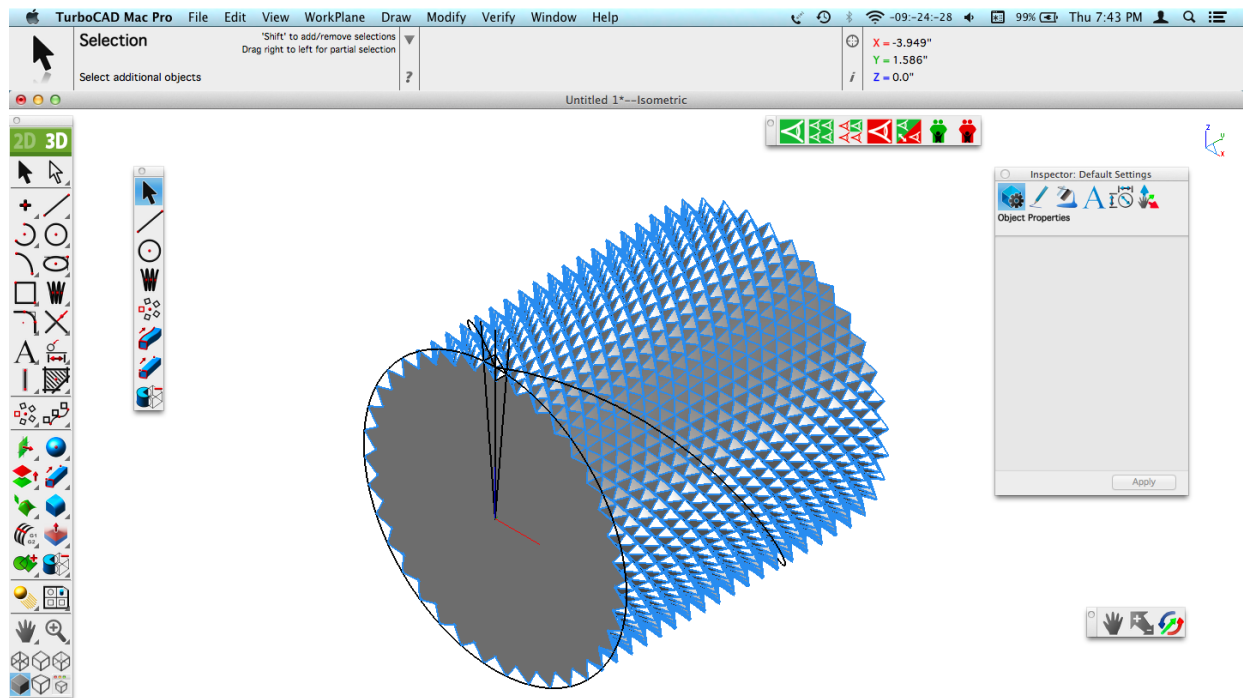 TurboCAD Mac Pro File Edit View WorkPlane Draw Modify Verify Window Help -09:-24:-28 99% Thu 7:43 PM
Selection
'Shift' to add/remove selections
Drag right to left for partial selection
Select additional objects
?
i
X = -3.949"
Y = 1.586"
Z = 0.0"
Untitled 1*--Isometric
2D 3D
Z
Y
X
Inspector: Default Settings
A
Object Properties
Apply
A
G1
G2